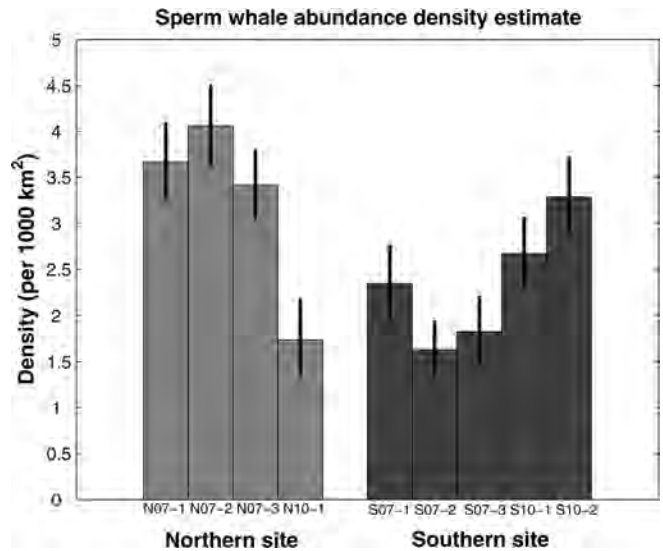 Sperm whale abundance density estimate
Density (per 1000 km²)
5
4.5
4
3.5
3
2.5
2
1.5
1
0.5
0
N07-1 N07-2 N07-3 N10-1 S07-1 S07-2 S07-3 S10-1 S10-2
Northern site Southern site